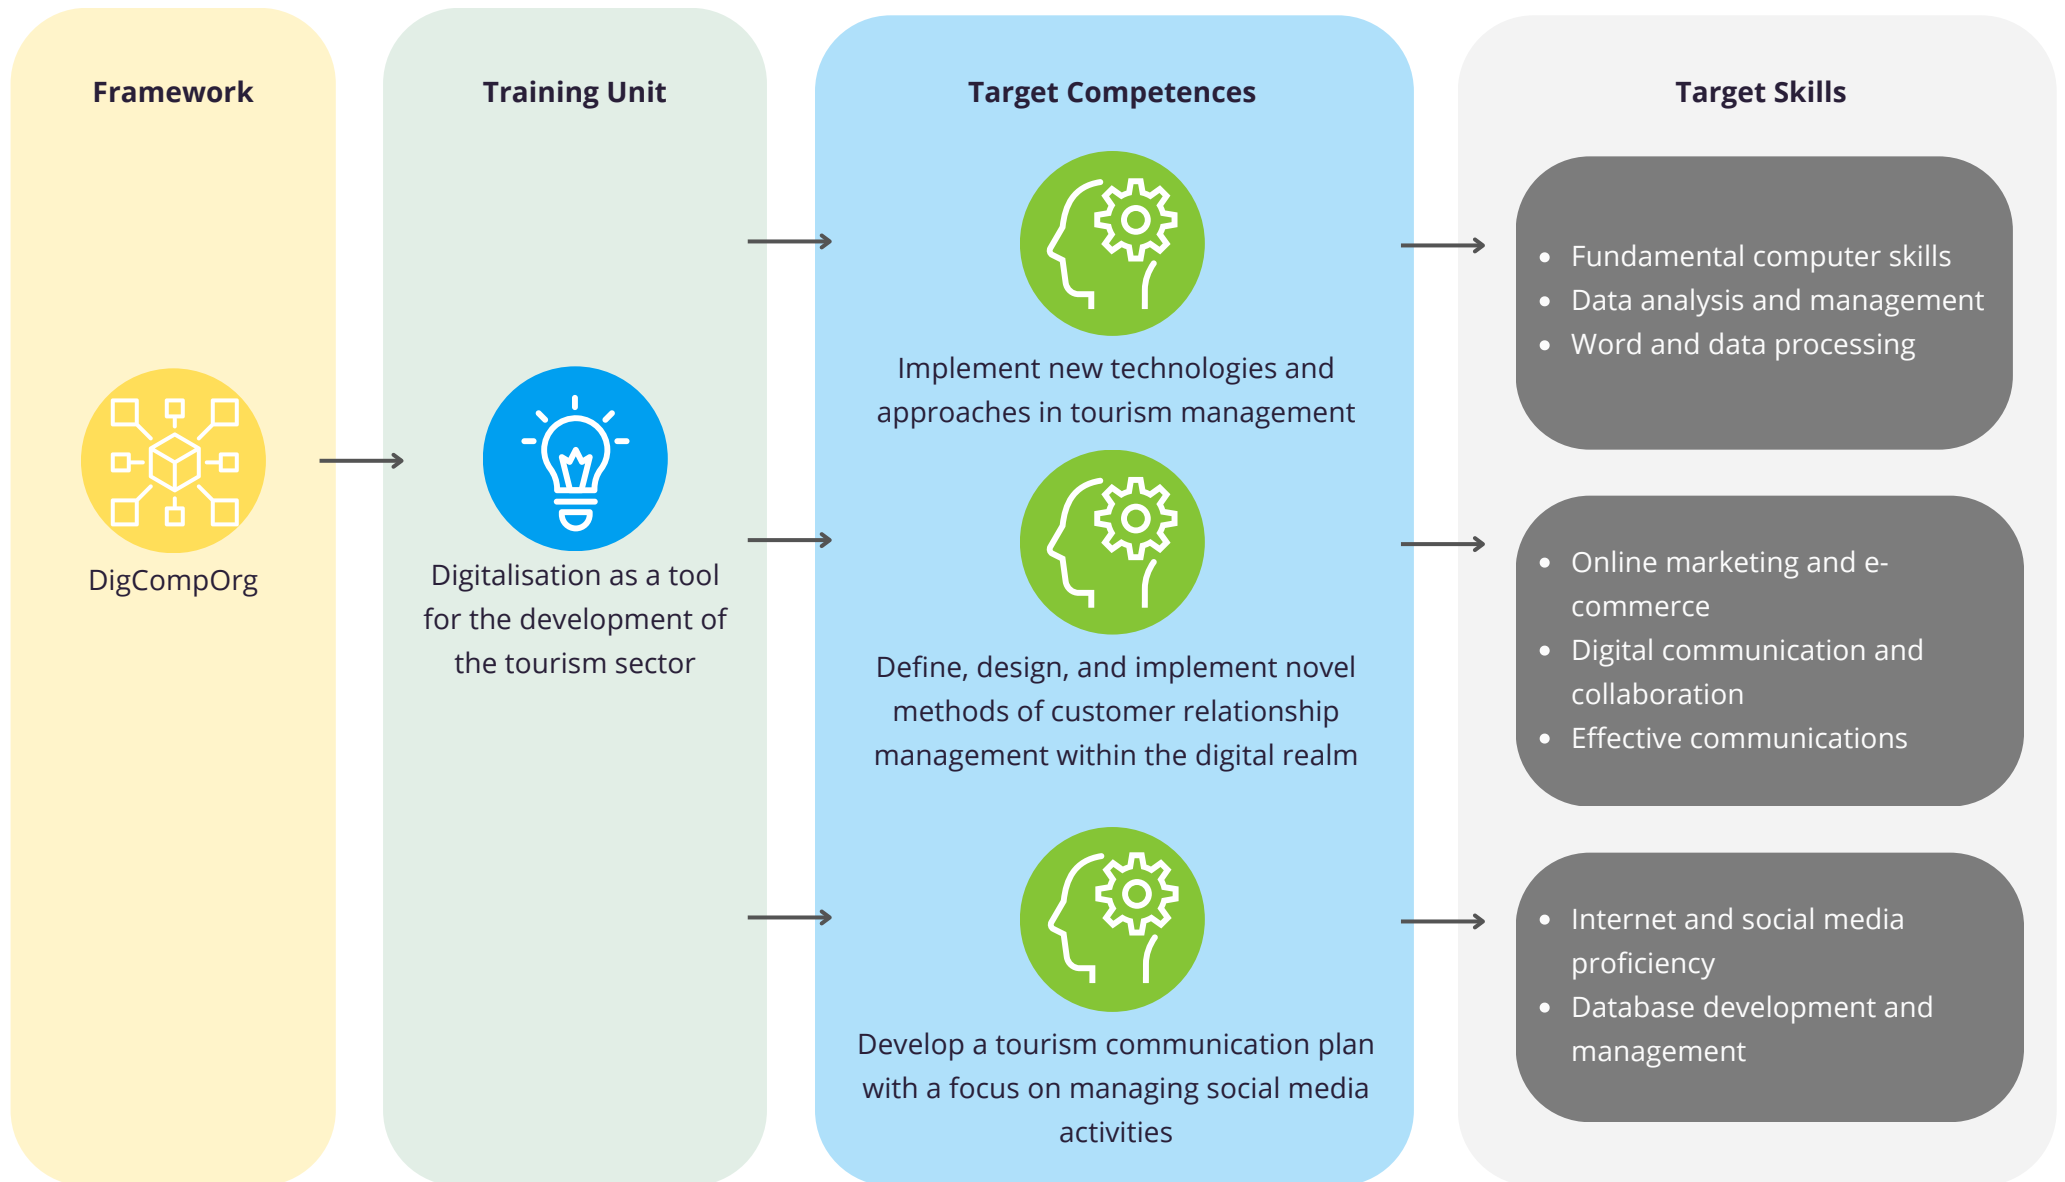 Framework
DigCompOrg
Training Unit
Digitalisation as a tool
for the development of
the tourism sector
Target Competences
Implement new technologies and
approaches in tourism management
Define, design, and implement novel
methods of customer relationship
management within the digital realm
Develop a tourism communication plan
with a focus on managing social media
activities
Target Skills
• Fundamental computer skills
• Data analysis and management
• Word and data processing
• Online marketing and e-
commerce
• Digital communication and
collaboration
• Effective communications
• Internet and social media
proficiency
• Database development and
management